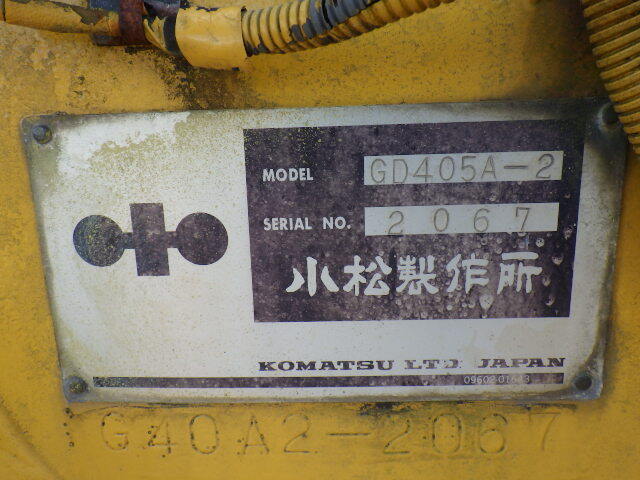 MODEL GD405A-2
SERIAL NO. 2067
小松製作所
KOMATSU LTD JAPAN
G40A2-2067